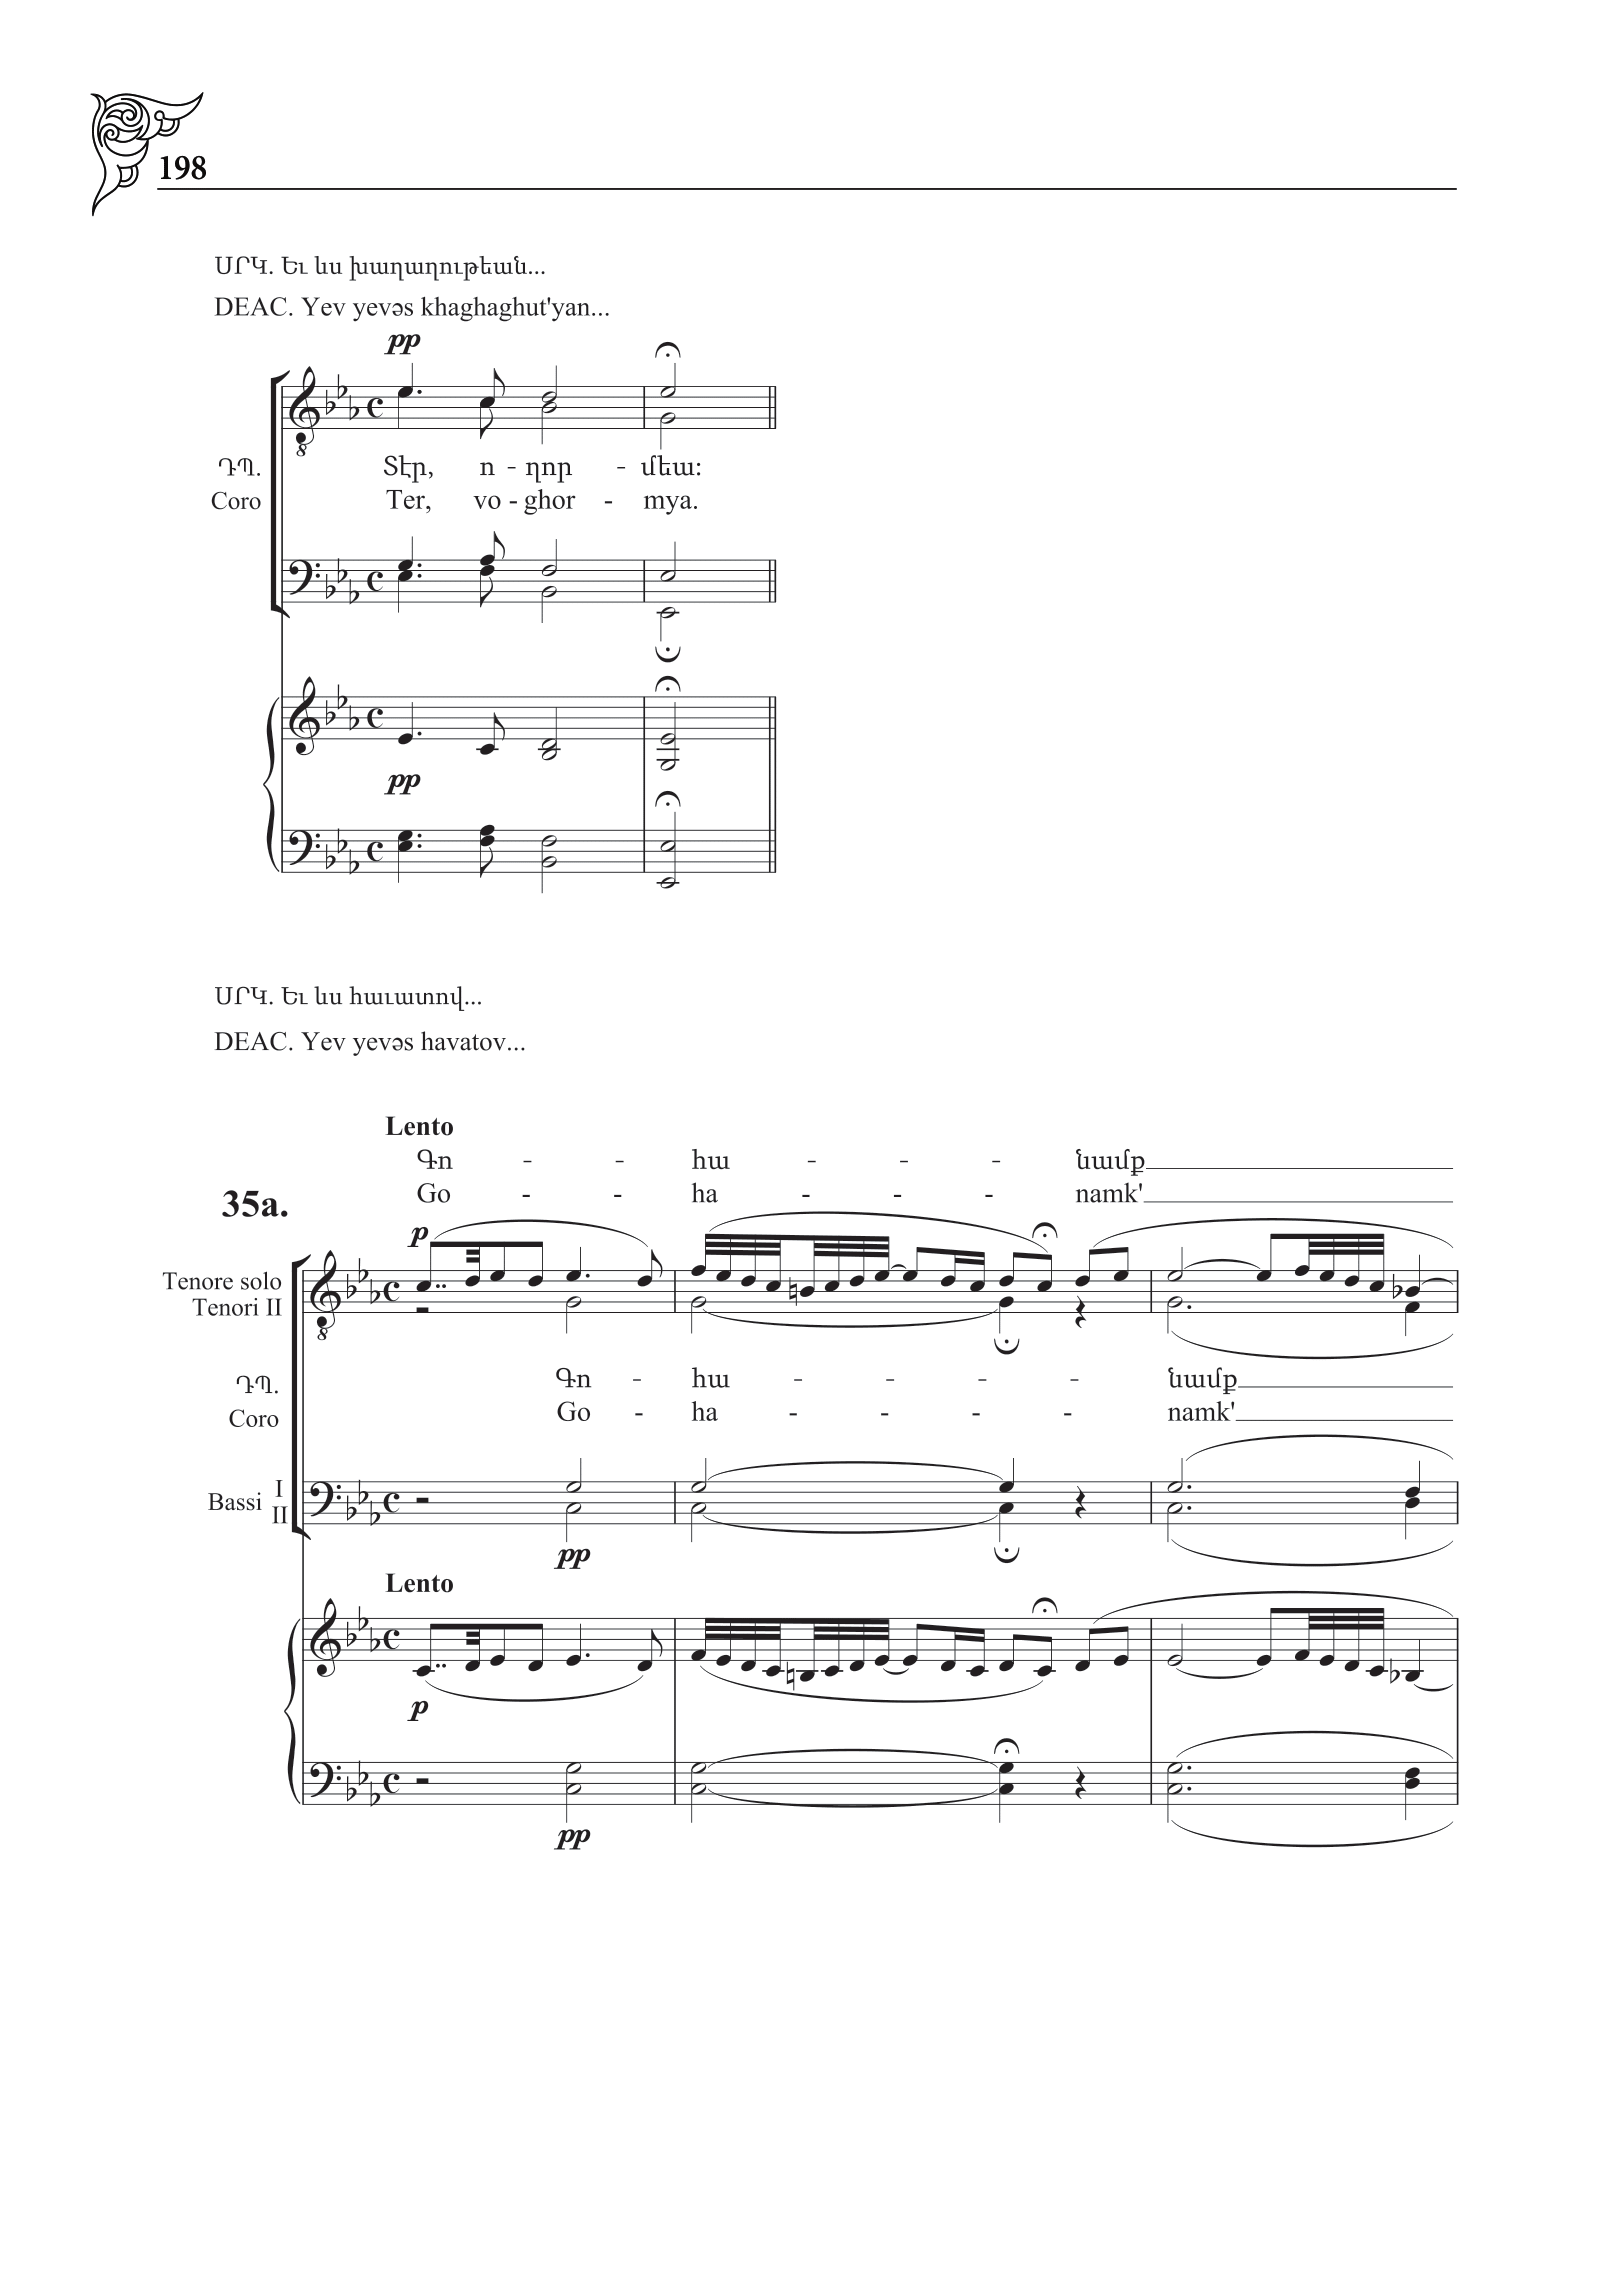 198
ՍՐԿ. Եւ ևս խաղաղութեան...
DEAC. Yev yevəs khaghaghut'yan...
pp
ԴՊ. Տէր, ո - ղոր - մեա:
Coro Ter, vo - ghor - mya.
pp
ՍՐԿ. Եւ ևս հաւատով...
DEAC. Yev yevəs havatov...
Lento
Գո - - հա - - - նամք
Go - - ha - - - namk'
35a.
p
Tenore solo
Tenori II
ԴՊ. Գո - հա - - - - նամք
Coro Go - ha - - - - namk'
Bassi I
II
pp
Lento
p
pp